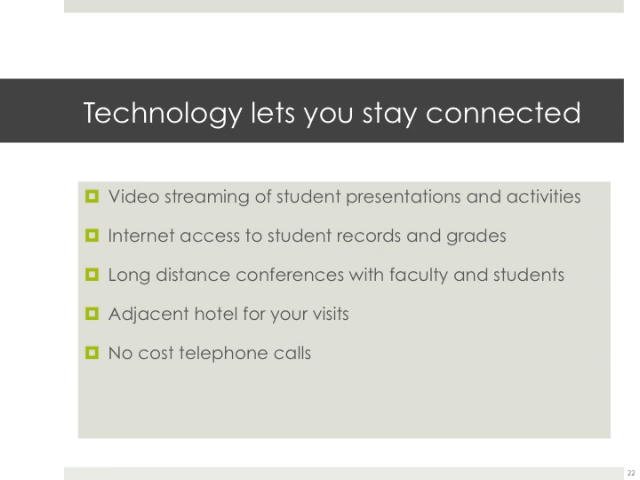 Technology lets you stay connected
Video streaming of student presentations and activities
Internet access to student records and grades
Long distance conferences with faculty and students
Adjacent hotel for your visits
No cost telephone calls
22